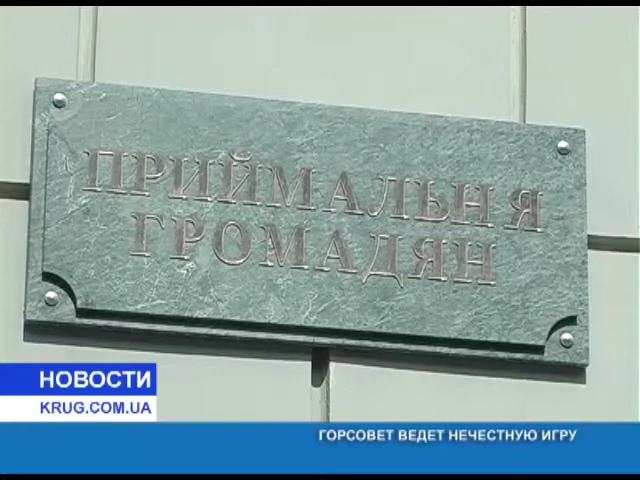 ПРИЙМАЛЬНЯ
ГРОМАДЯН
НОВОСТИ
KRUG.COM.UA
ГОРСОВЕТ ВЕДЕТ НЕЧЕСТНУЮ ИГРУ